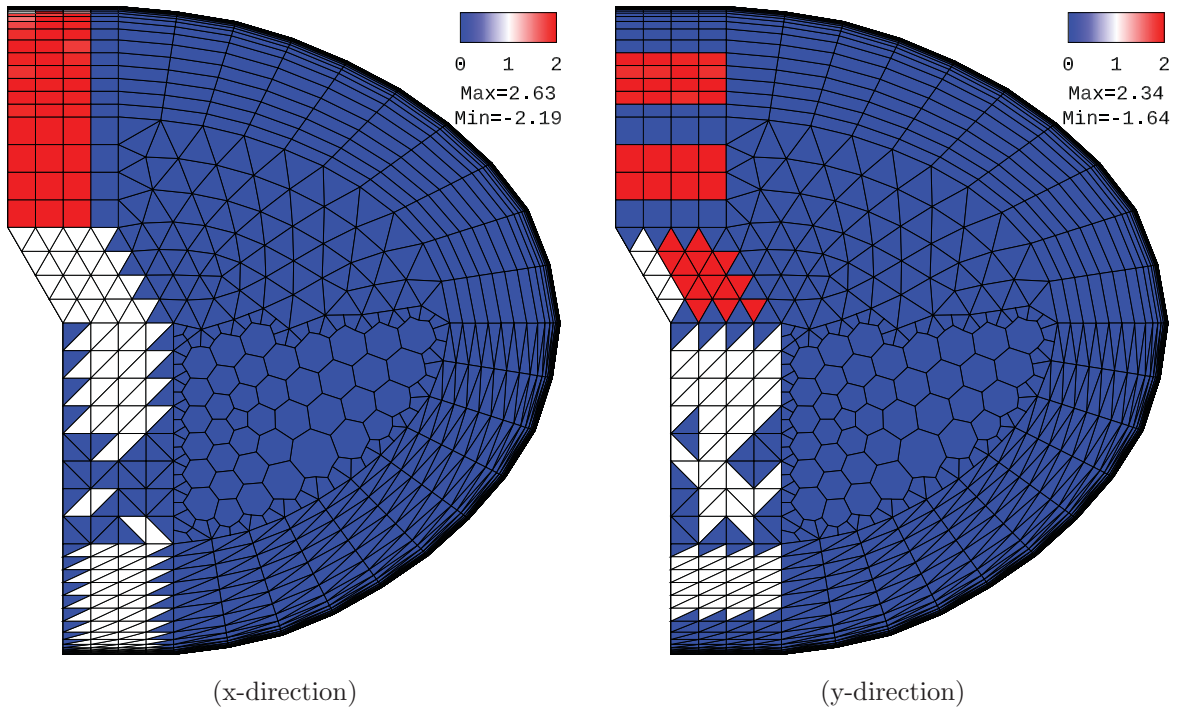 0 1 2
Max=2.63
Min=-2.19
0 1 2
Max=2.34
Min=-1.64
(x-direction)
(y-direction)